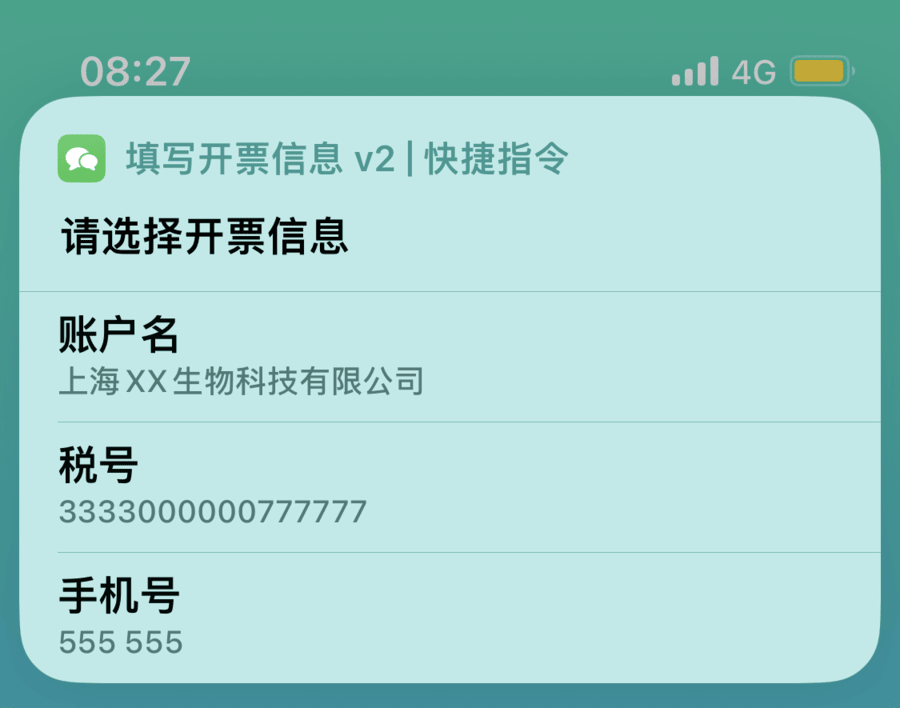 08:27 4G
填写开票信息 v2 | 快捷指令
请选择开票信息
账户名
上海XX生物科技有限公司
税号
3333000000777777
手机号
555 555